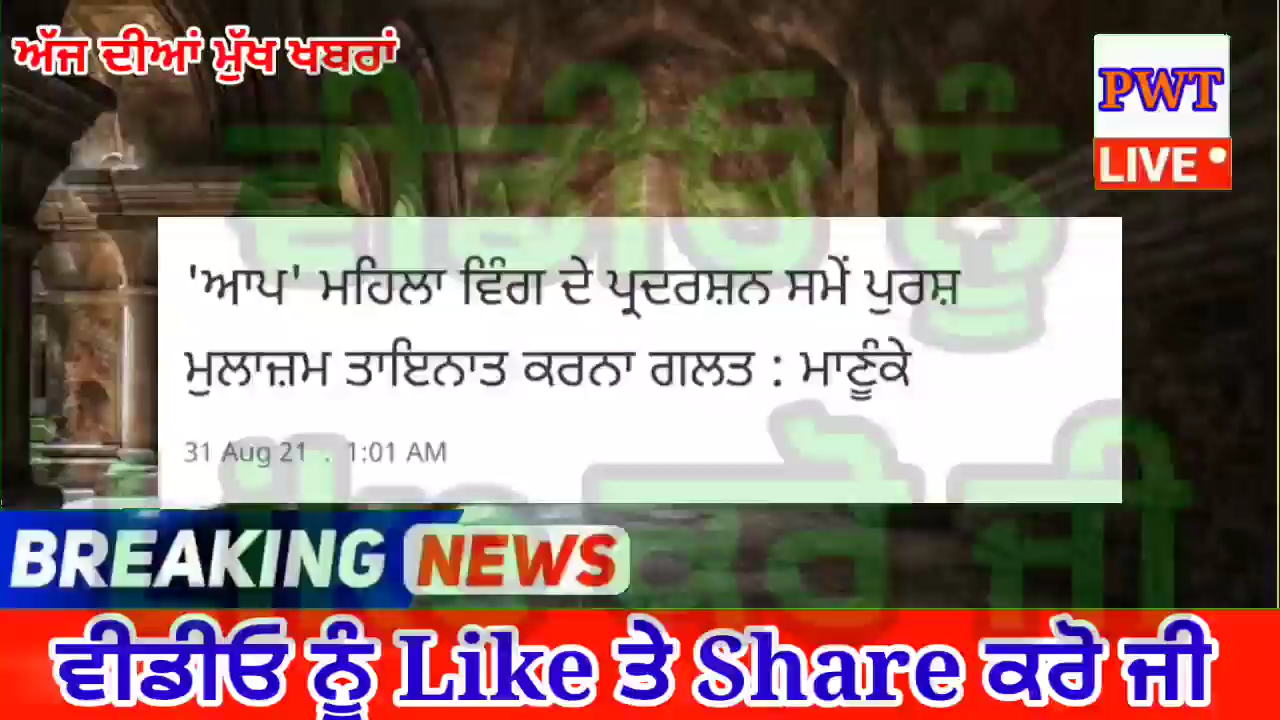 ਅੱਜ ਦੀਆਂ ਮੁੱਖ ਖਬਰਾਂ
PWT
LIVE
ਵੀਡੀਓ ਨੂੰ
'ਆਪ' ਮਹਿਲਾ ਵਿੰਗ ਦੇ ਪ੍ਰਦਰਸ਼ਨ ਸਮੇਂ ਪੁਰਸ਼
ਮੁਲਾਜ਼ਮ ਤਾਇਨਾਤ ਕਰਨਾ ਗਲਤ : ਮਾਣੂੰਕੇ
31 Aug 21 . 1:01 AM
ਕਰੋ ਜੀ
BREAKING NEWS
ਵੀਡੀਓ ਨੂੰ Like ਤੇ Share ਕਰੋ ਜੀ